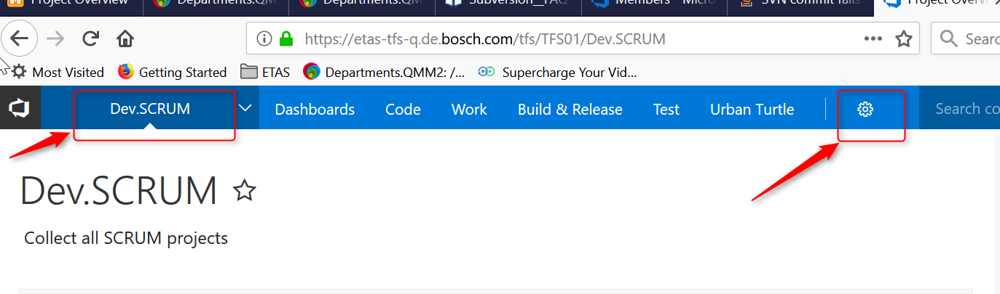 Project Overview
Departments.QM
Departments.QMM
Subversion__FAQ
Members - Micro
SVN commit fails
Project Overvi
https://etas-tfs-q.de.bosch.com/tfs/TFS01/Dev.SCRUM
Searc
Most Visited Getting Started ETAS Departments.QMM2: /... Supercharge Your Vid...
Dev.SCRUM Dashboards Code Work Build & Release Test Urban Turtle Search co
Dev.SCRUM
Collect all SCRUM projects